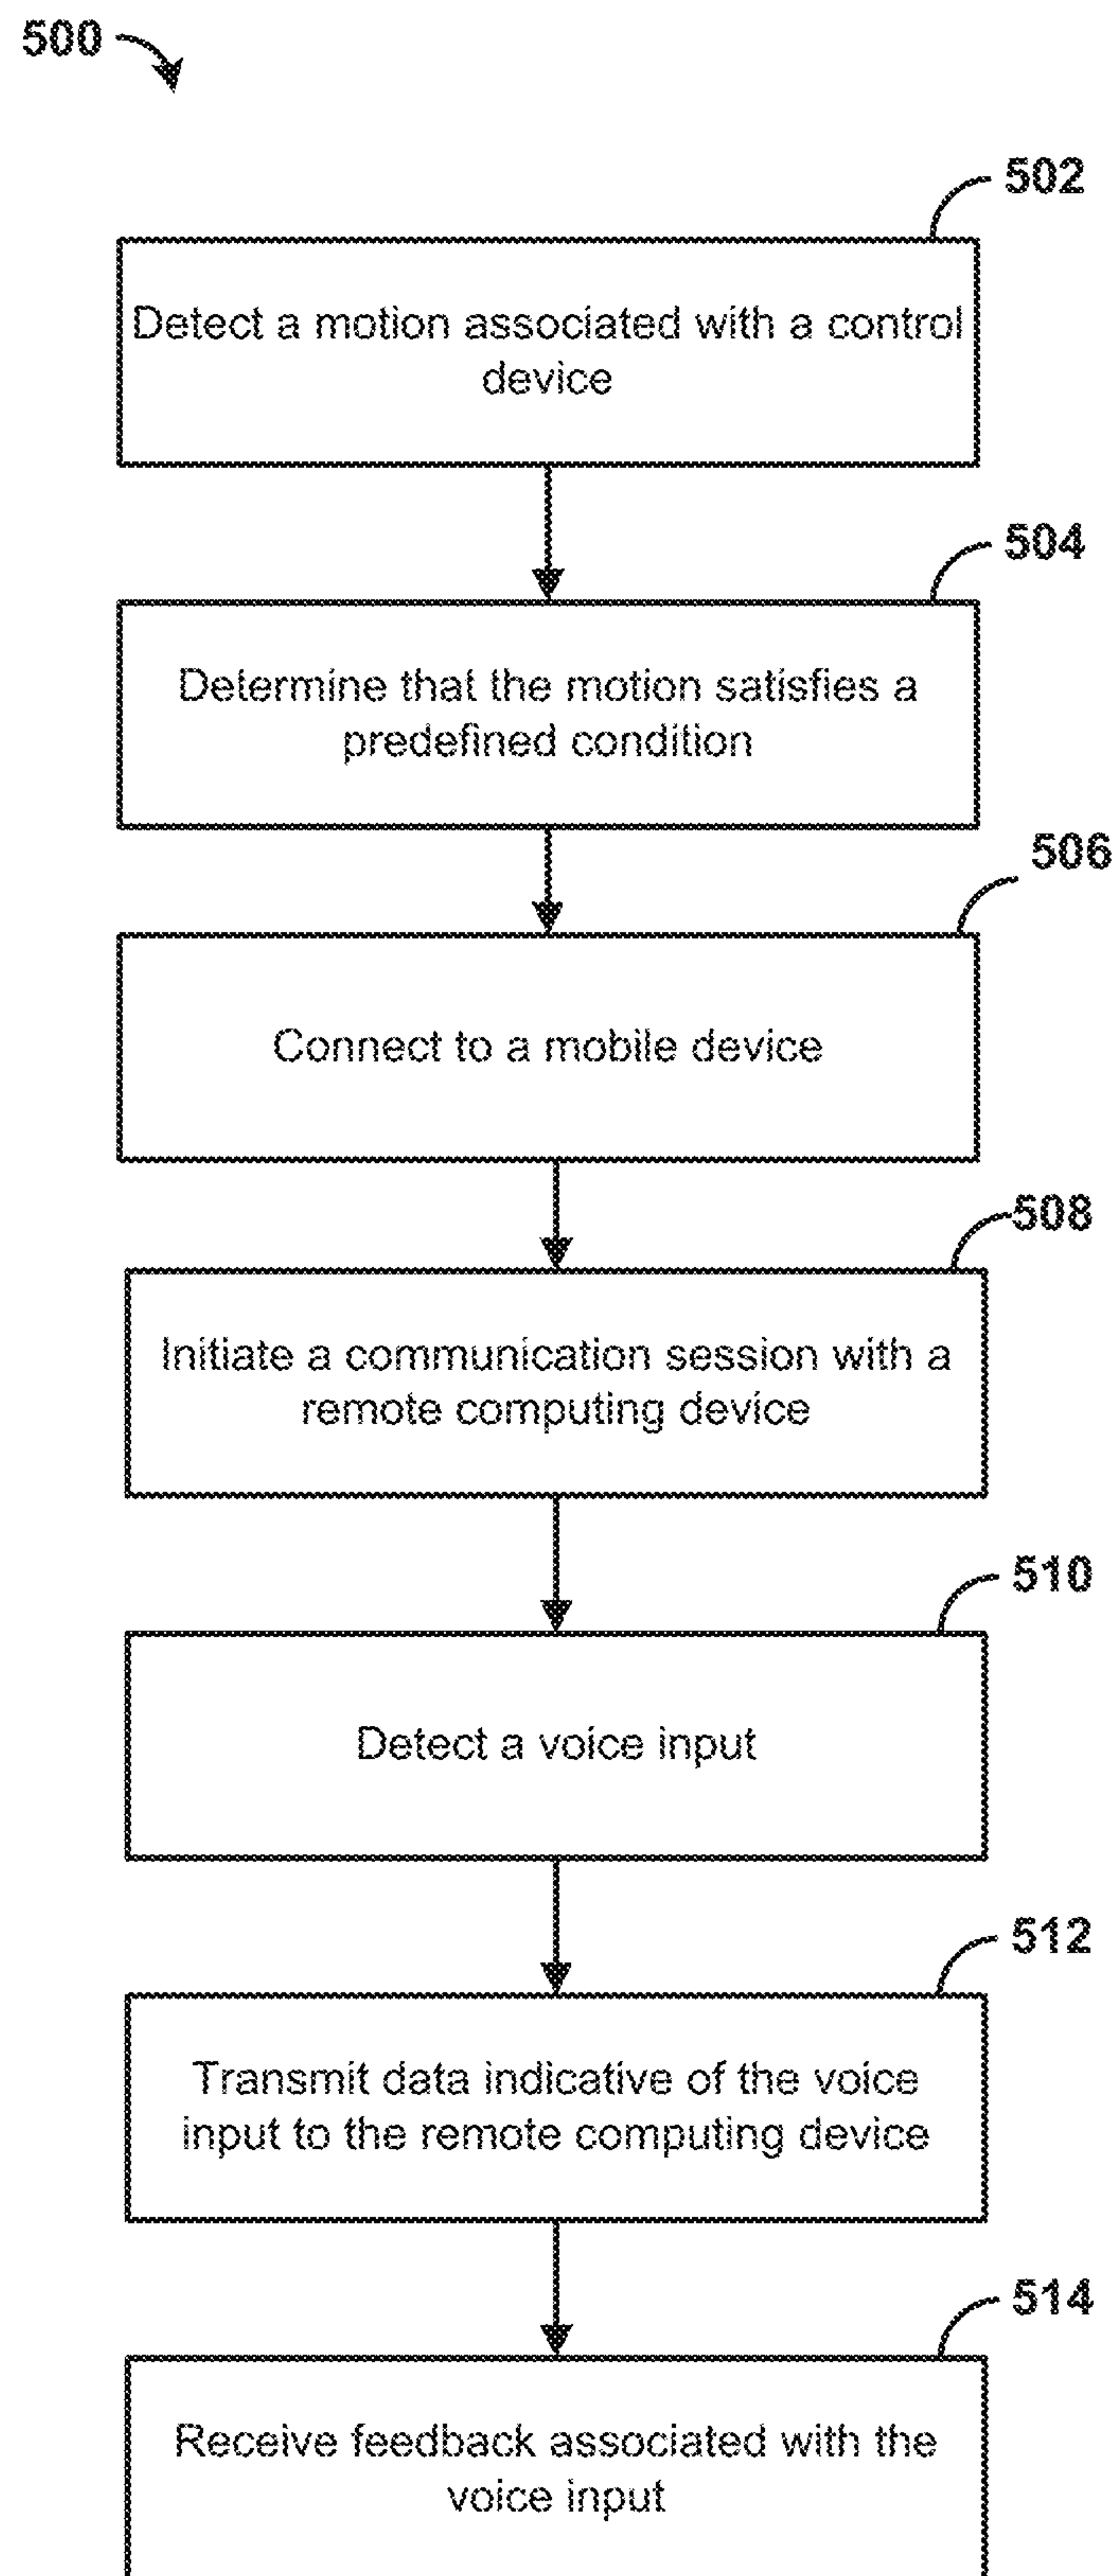 500
502
Detect a motion associated with a control
device
504
Determine that the motion satisfies a
predefined condition
506
Connect to a mobile device
508
Initiate a communication session with a
remote computing device
510
Detect a voice input
512
Transmit data indicative of the voice
input to the remote computing device
514
Receive feedback associated with the
voice input